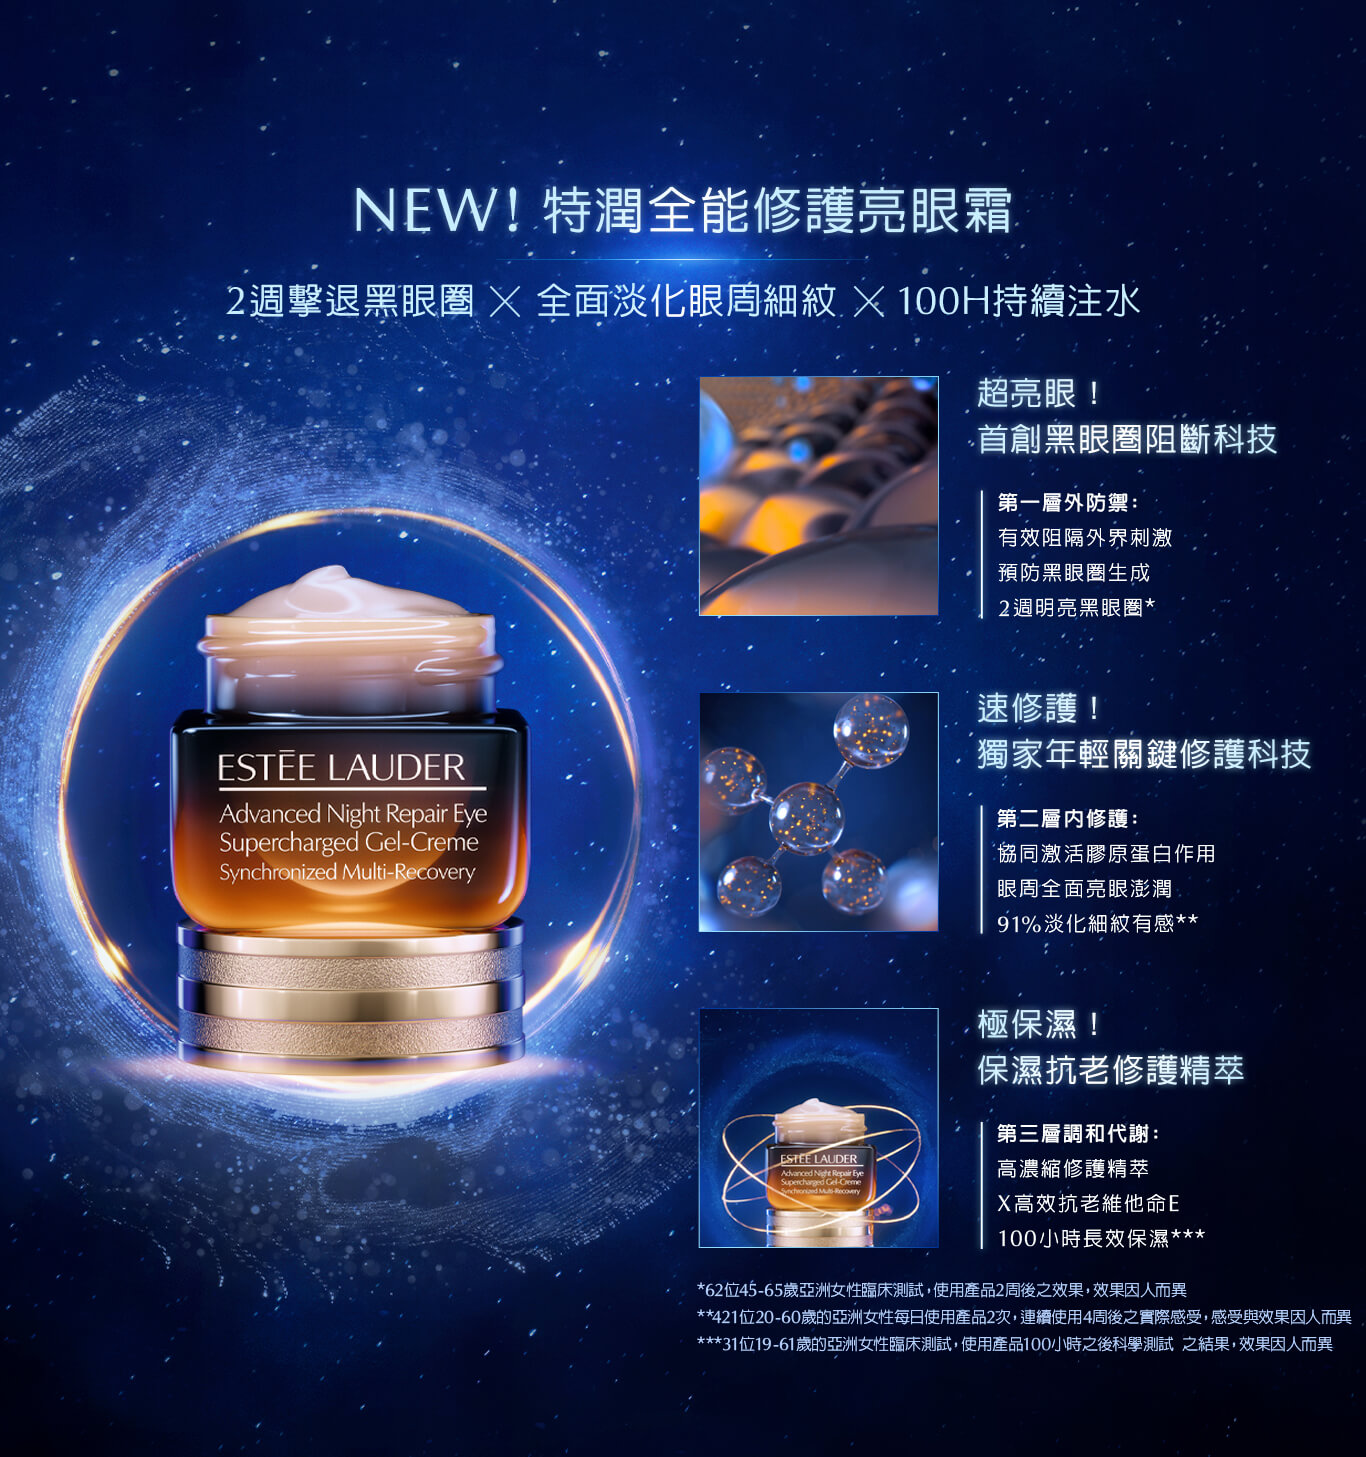 NEW! 特潤全能修護亮眼霜
2週擊退黑眼圈 X 全面淡化眼周細紋 X 100H持續注水
超亮眼！
首創黑眼圈阻斷科技
第一層外防禦：
有效阻隔外界刺激
預防黑眼圈生成
2週明亮黑眼圈*
ESTĒE LAUDER
Advanced Night Repair Eye
Supercharged Gel-Creme
Synchronized Multi-Recovery
速修護！
獨家年輕關鍵修護科技
第二層內修護：
協同激活膠原蛋白作用
眼周全面亮眼澎潤
91%淡化細紋有感**
極保濕！
保濕抗老修護精萃
第三層調和代謝：
高濃縮修護精萃
X高效抗老維他命E
100小時長效保濕***
ESTĒE LAUDER
Advanced Night Repair Eye
Supercharged Gel-Creme
Synchronized Multi-Recovery
*62位45-65歲亞洲女性臨床測試，使用產品2周後之效果，效果因人而異
**421位20-60歲的亞洲女性每日使用產品2次，連續使用4周後之實際感受，感受與效果因人而異
***31位19-61歲的亞洲女性臨床測試，使用產品100小時之後科學測試 之結果，效果因人而異